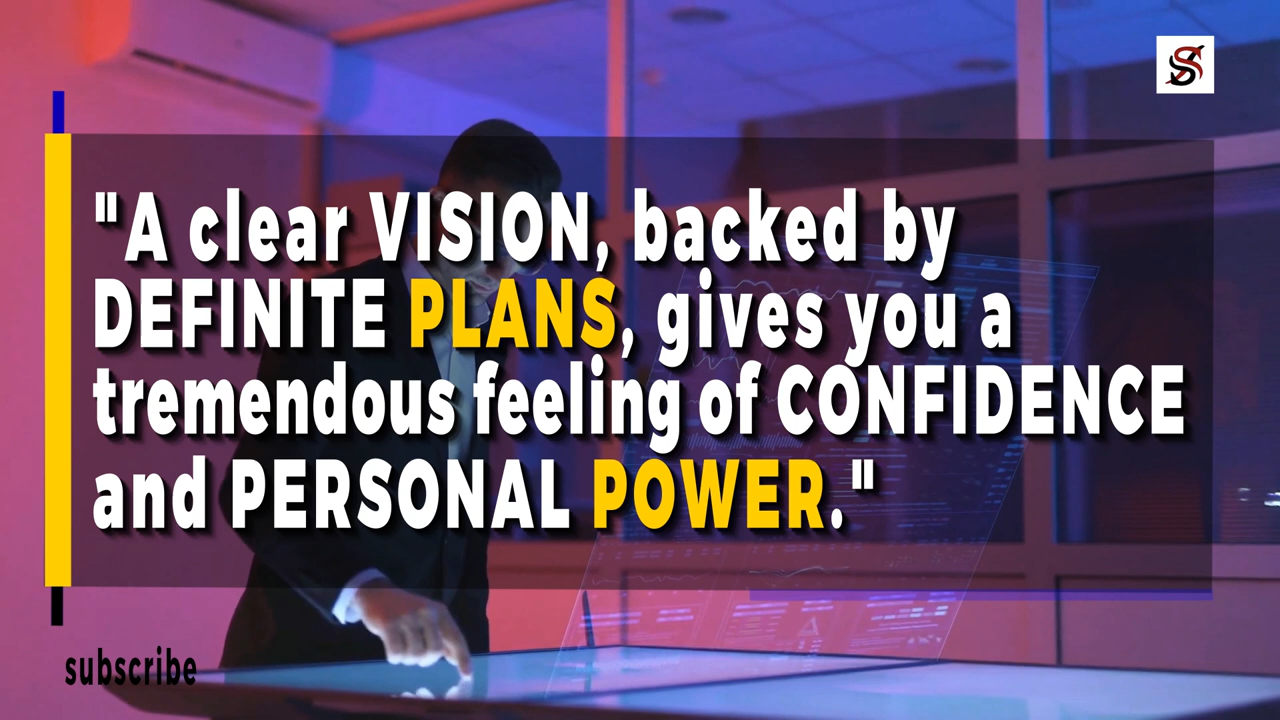 "A clear VISION, backed by
DEFINITE PLANS, gives you a
tremendous feeling of CONFIDENCE
and PERSONAL POWER."
subscribe